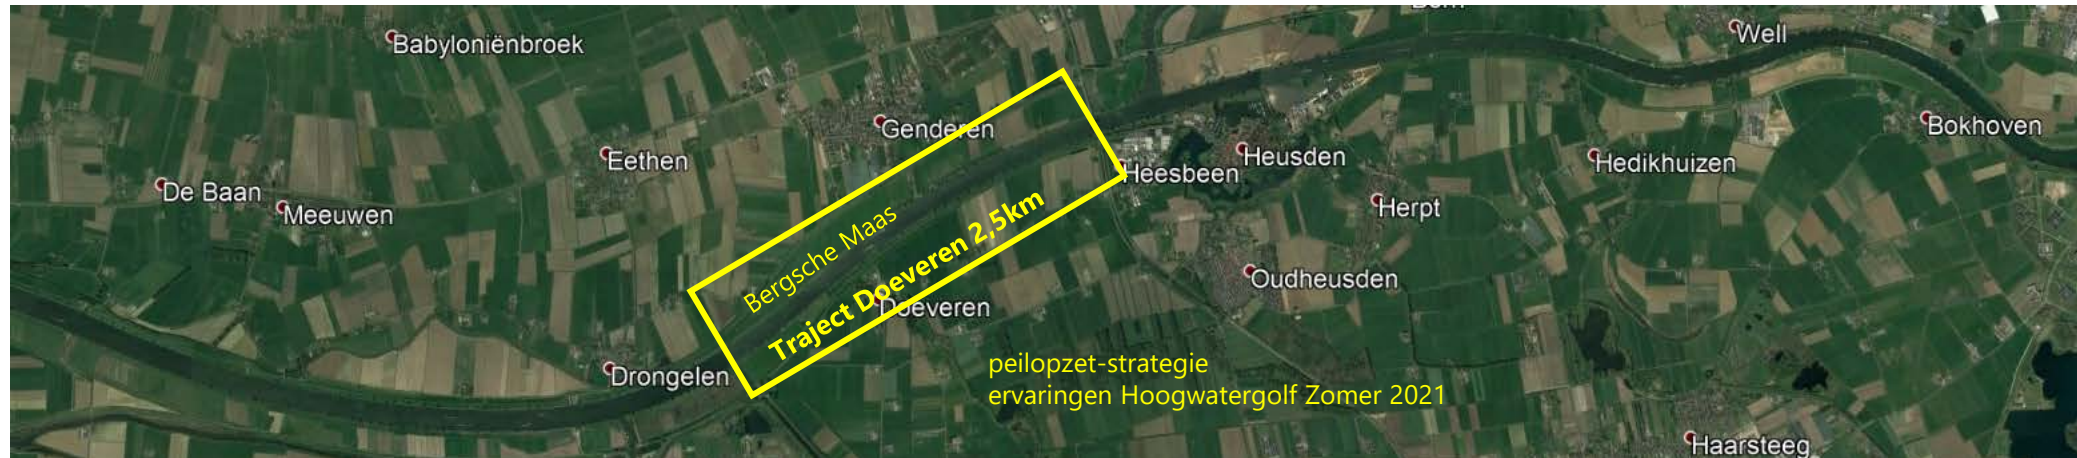 Well
Babyloniënbroek
Bokhoven
Genderen
Heusden
Eethen
Hedikhuizen
Heesbeen
De Baan
Meeuwen
Herpt
Bergsche Maas
Traject Doeveren 2,5km
Oudheusden
Doeveren
Drongelen
peilopzet-strategie
ervaringen Hoogwatergolf Zomer 2021
Haarsteeg